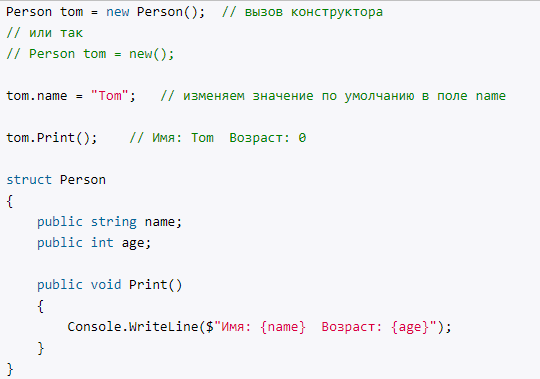 Person tom = new Person();  // вызов конструктора
// или так
// Person tom = new();
tom.name = "Tom";   // изменяем значение по умолчанию в поле name
tom.Print();    // Имя: Tom  Возраст: 0
struct Person
{
    public string name;
    public int age;
    public void Print()
    {
        Console.WriteLine($"Имя: {name}  Возраст: {age}");
    }
}